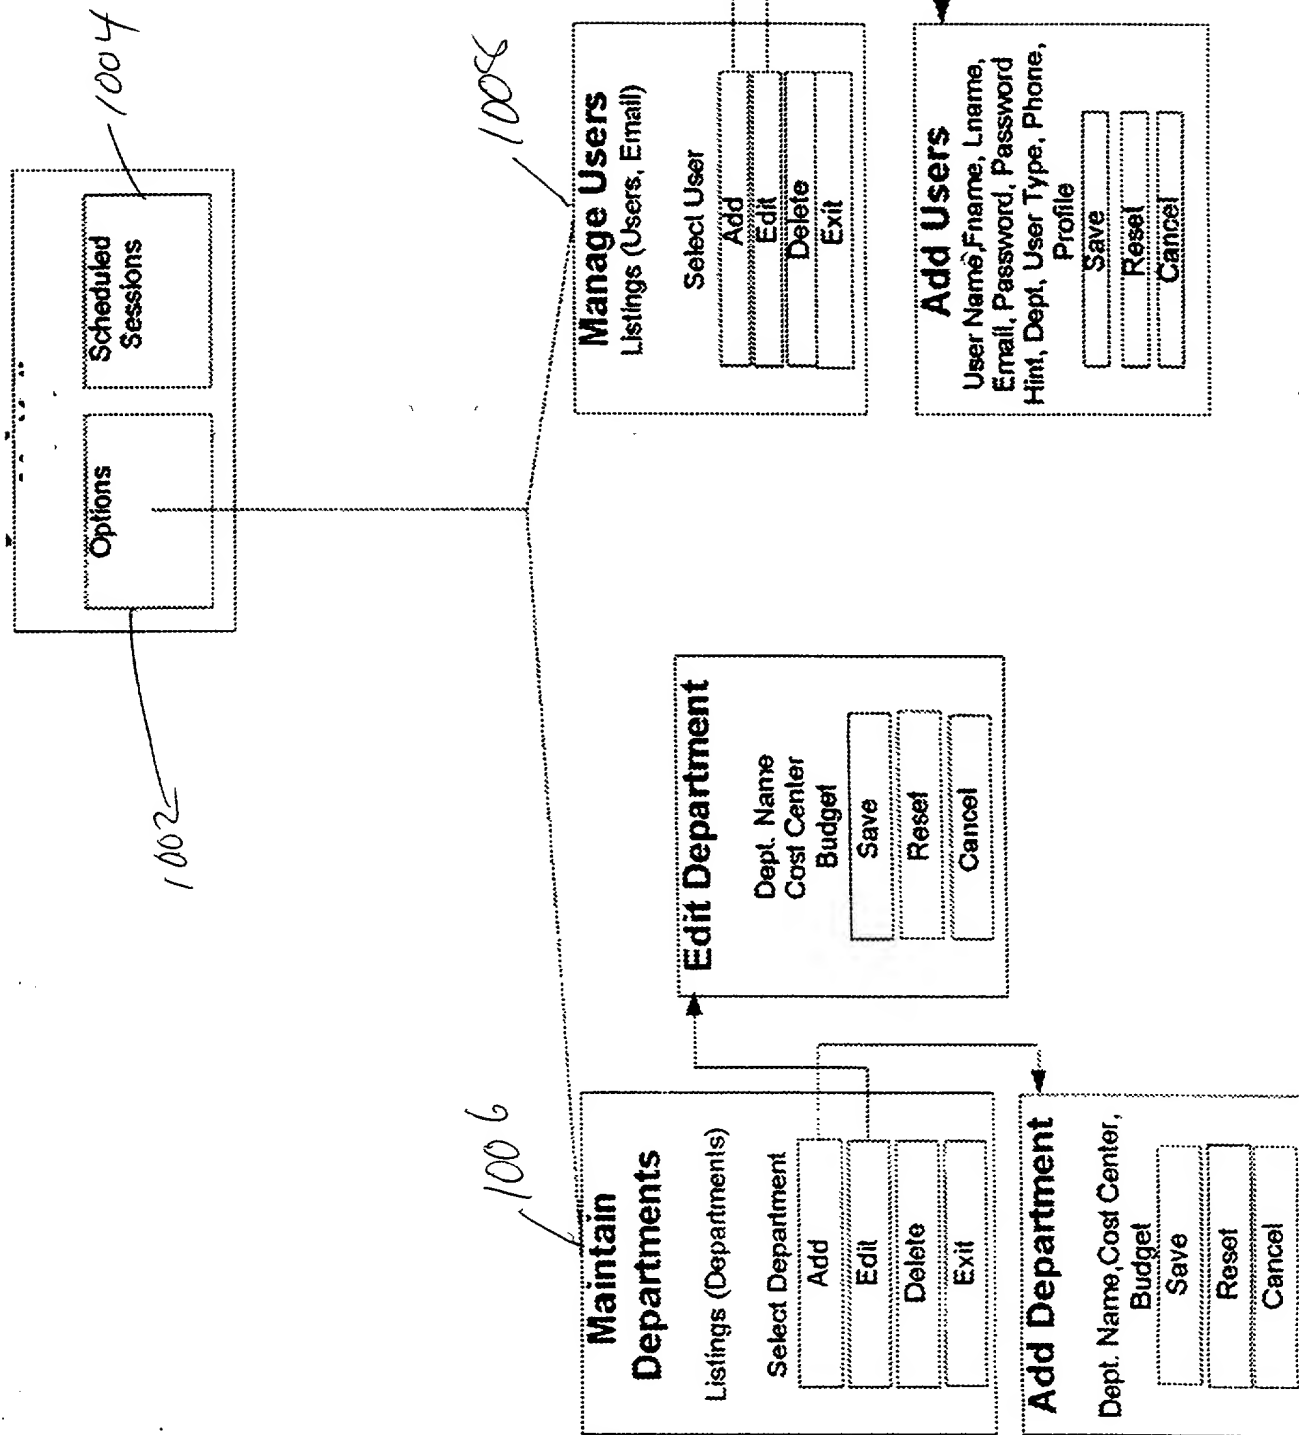 1004
Scheduled
Sessions
Options
1002
1006
Maintain
Departments
Listings (Departments)
Select Department
Add
Edit
Delete
Exit
Add Department
Dept. Name,Cost Center,
Budget
Save
Reset
Cancel
Edit Department
Dept. Name
Cost Center
Budget
Save
Reset
Cancel
1008
Manage Users
Listings (Users, Email)
Select User
Add
Edit
Delete
Exit
Add Users
User Name,Fname, Lname,
Email, Password, Password
Hint, Dept, User Type, Phone,
Profile
Save
Reset
Cancel